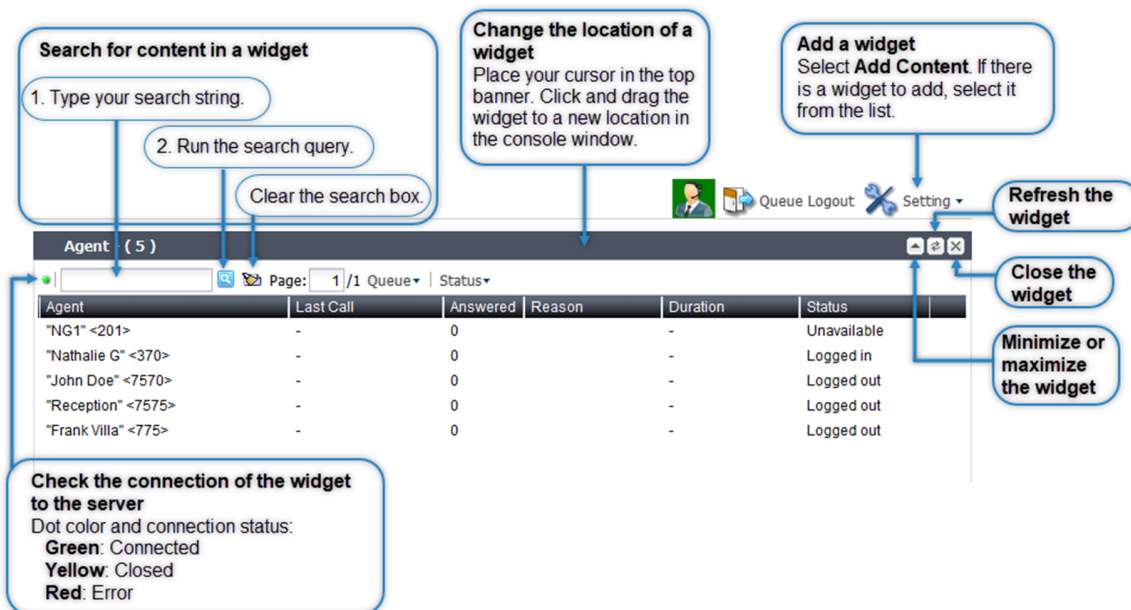 Search for content in a widget
1. Type your search string.
2. Run the search query.
Clear the search box.
Change the location of a
widget
Place your cursor in the top
banner. Click and drag the
widget to a new location in
the console window.
Add a widget
Select Add Content. If there
is a widget to add, select it
from the list.
Queue Logout Setting
Refresh the
widget
Agent - ( 5 )
Close the
widget
Page: 1 /1 Queue Status
Agent Last Call Answered Reason Duration Status
"NG1" <201> - 0 - Unavailable
"Nathalie G" <370> - 0 - Logged in
"John Doe" <7570> - 0 - Logged out
"Reception" <7575> - 0 - Logged out
"Frank Villa" <775> - 0 - Logged out
Minimize or
maximize
the widget
Check the connection of the widget
to the server
Dot color and connection status:
Green: Connected
Yellow: Closed
Red: Error